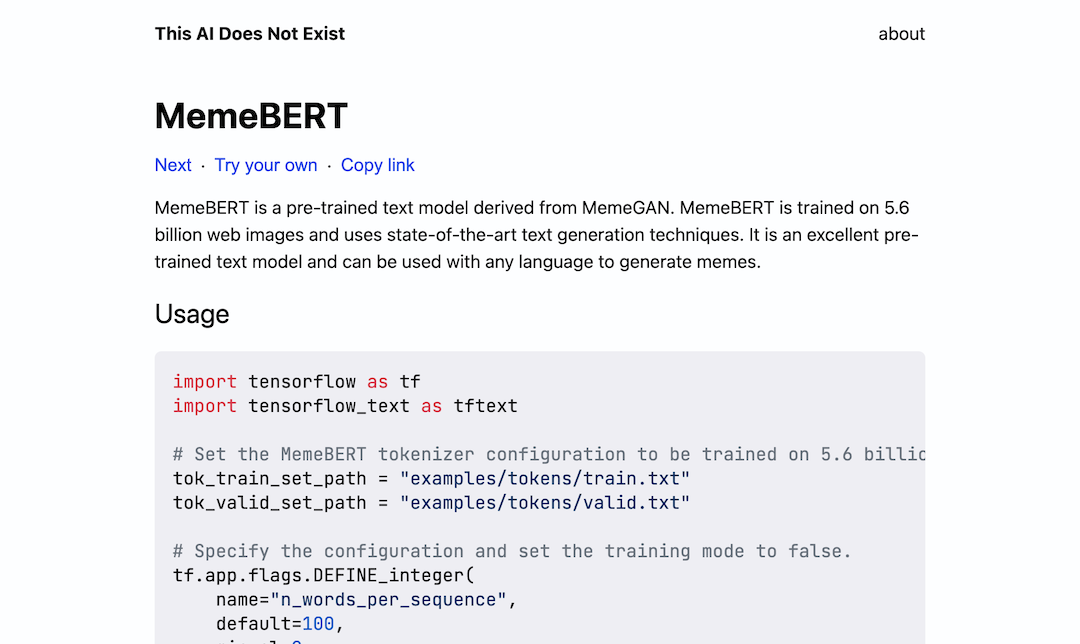 This AI Does Not Exist
about
MemeBERT
Next · Try your own · Copy link
MemeBERT is a pre-trained text model derived from MemeGAN. MemeBERT is trained on 5.6
billion web images and uses state-of-the-art text generation techniques. It is an excellent pre-
trained text model and can be used with any language to generate memes.
Usage
import tensorflow as tf
import tensorflow_text as tftext
# Set the MemeBERT tokenizer configuration to be trained on 5.6
tok_train_set_path = "examples/tokens/train.txt"
tok_valid_set_path = "examples/tokens/valid.txt"
# Specify the configuration and set the training mode to false.
tf.app.flags.DEFINE_integer(
    name="n_words_per_sequence",
    default=100,